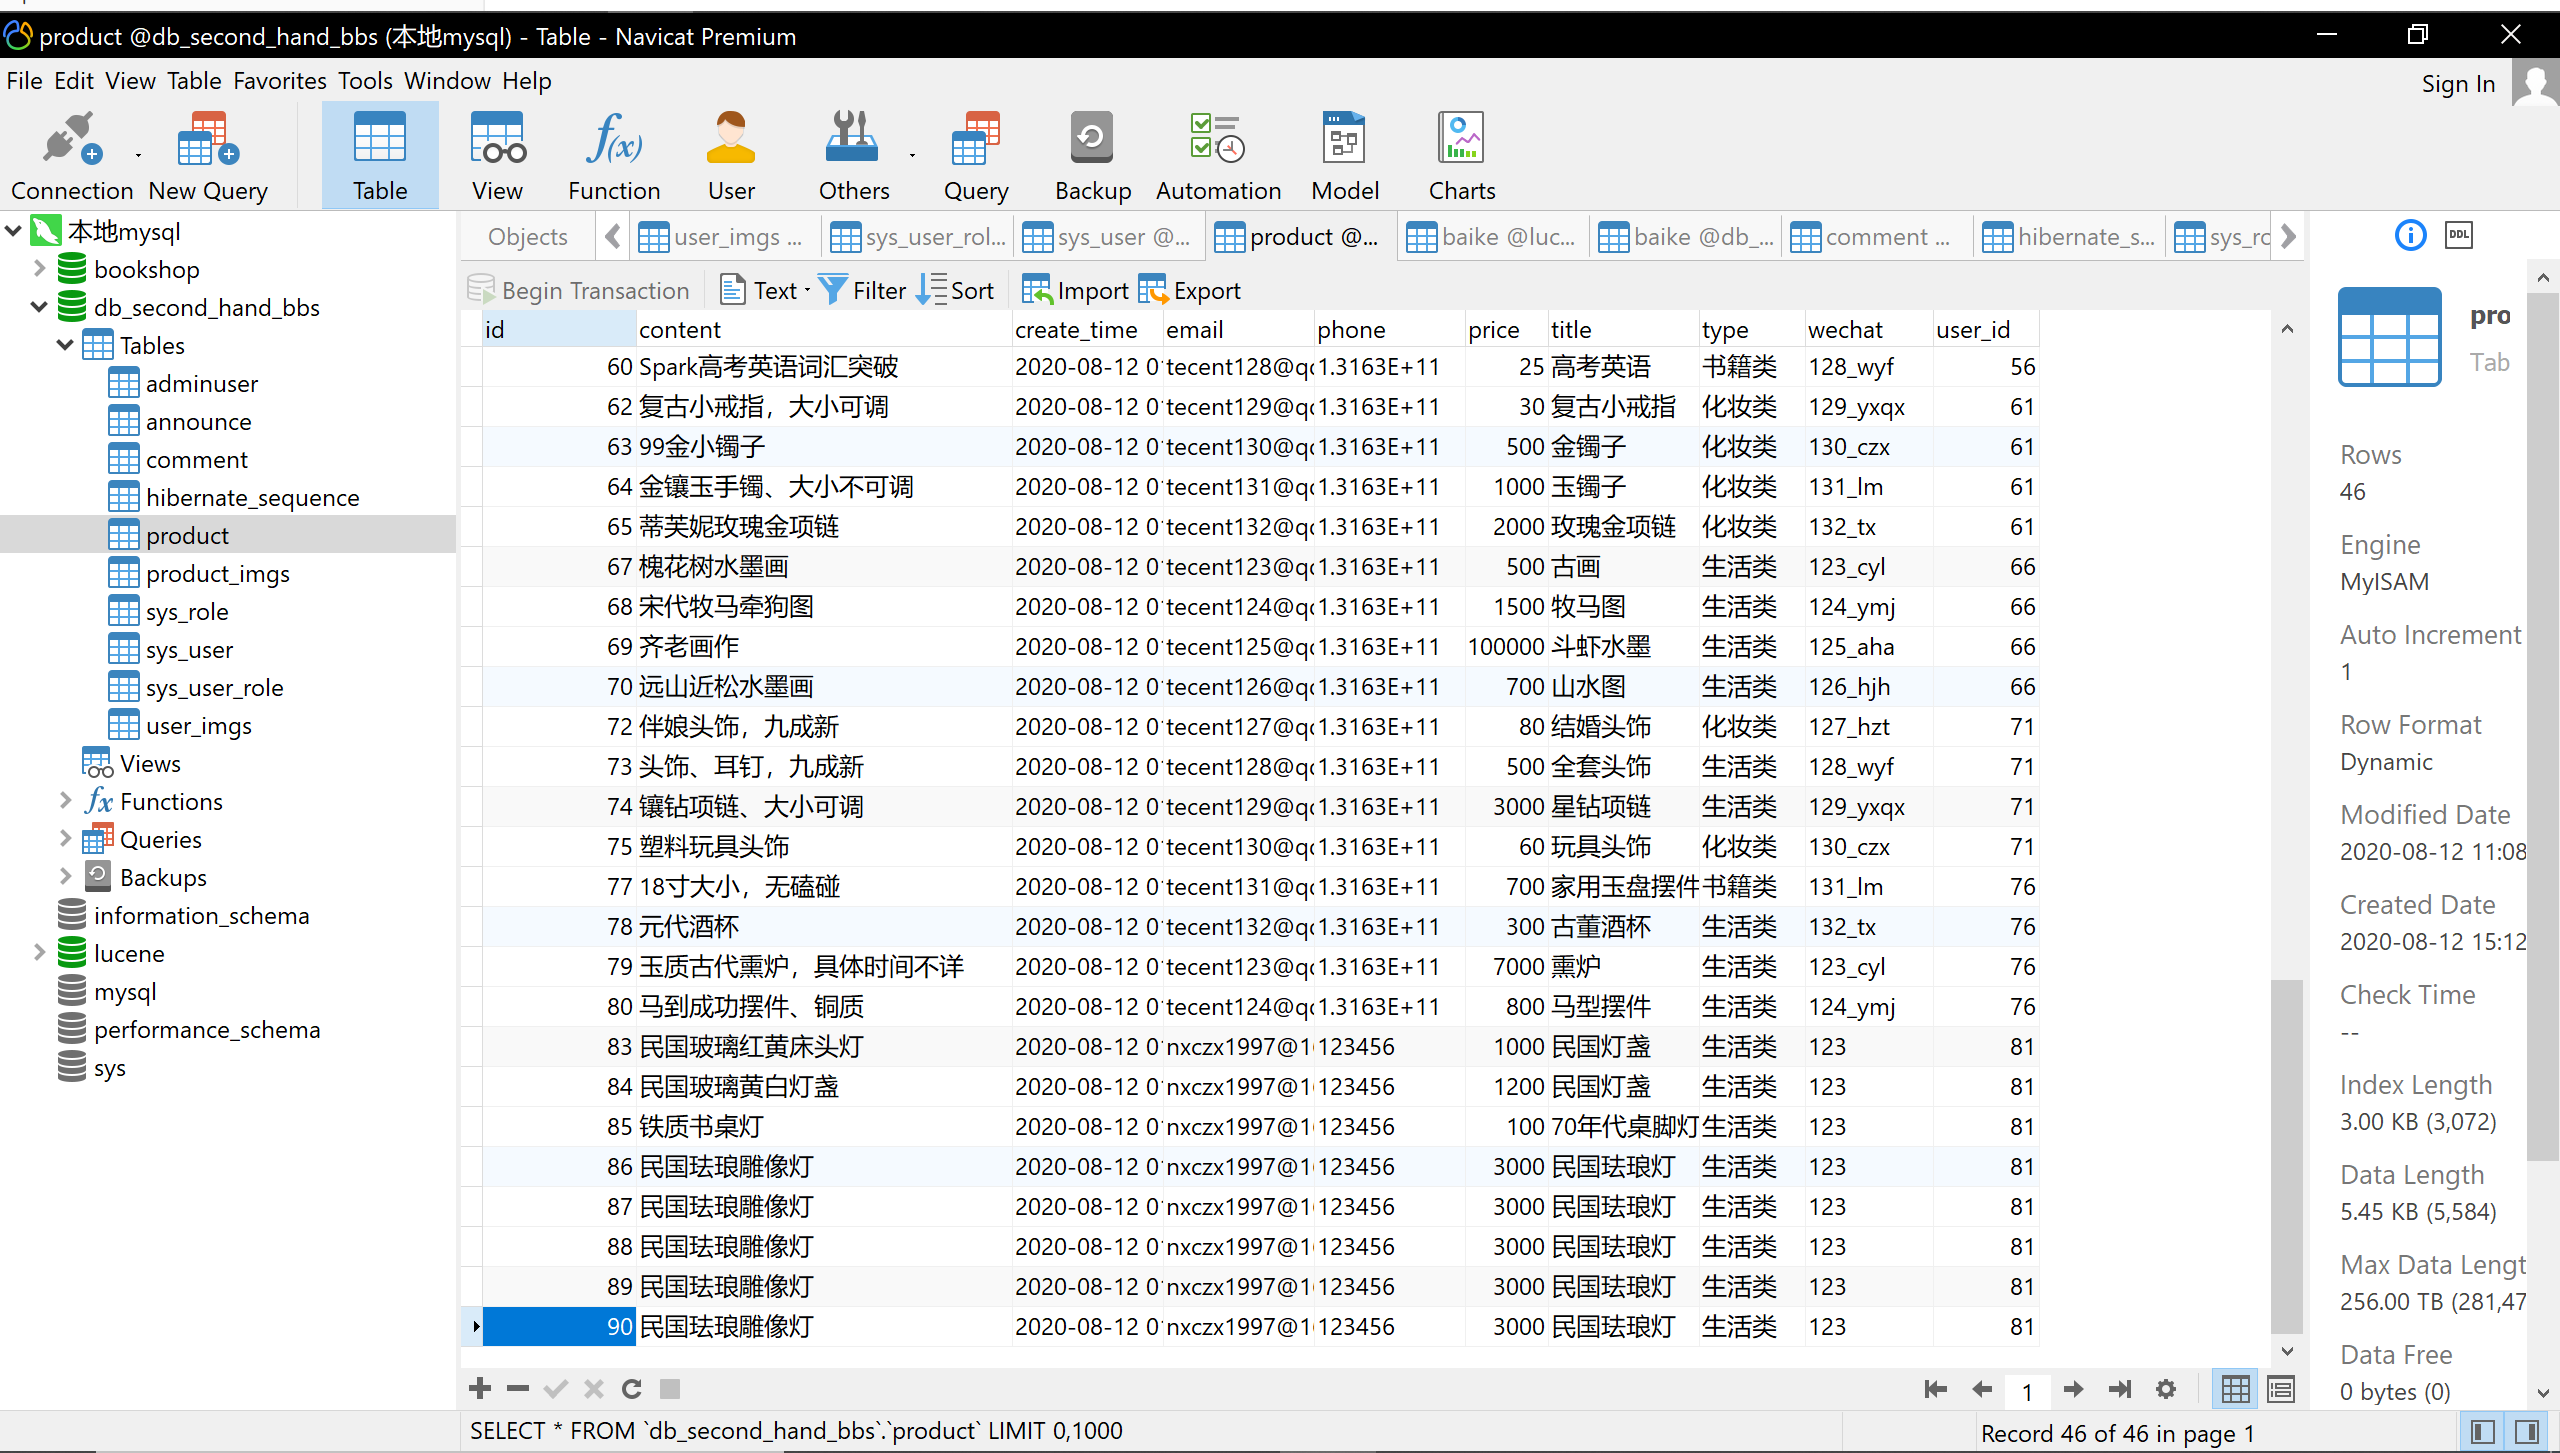 product @db_second_hand_bbs (本地mysql) - Table - Navicat Premium
File Edit View Table Favorites Tools Window Help
Sign In
Connection New Query Table View Function User Others Query Backup Automation Model Charts
本地mysql
bookshop
db_second_hand_bbs
Tables
adminuser
announce
comment
hibernate_sequence
product
product_imgs
sys_role
sys_user
sys_user_role
user_imgs
Views
Functions
Queries
Backups
information_schema
lucene
mysql
performance_schema
sys
Objects user_imgs ... sys_user_rol... sys_user @... product @... baike @luc... baike @db_... comment ... hibernate_s... sys_ro
Begin Transaction Text Filter Sort Import Export
id content create_time email phone price title type wechat user_id
60 Spark高考英语词汇突破 2020-08-12 0 tecent128@qc 1.3163E+11 25 高考英语 书籍类 128_wyf 56
62 复古小戒指，大小可调 2020-08-12 0 tecent129@qc 1.3163E+11 30 复古小戒指 化妆类 129_yxqx 61
63 99金小镯子 2020-08-12 0 tecent130@qc 1.3163E+11 500 金镯子 化妆类 130_czx 61
64 金镶玉手镯、大小不可调 2020-08-12 0 tecent131@qc 1.3163E+11 1000 玉镯子 化妆类 131_lm 61
65 蒂芙妮玫瑰金项链 2020-08-12 0 tecent132@qc 1.3163E+11 2000 玫瑰金项链 化妆类 132_tx 61
67 槐花树水墨画 2020-08-12 0 tecent123@qc 1.3163E+11 500 古画 生活类 123_cyl 66
68 宋代牧马牵狗图 2020-08-12 0 tecent124@qc 1.3163E+11 1500 牧马图 生活类 124_ymj 66
69 齐老画作 2020-08-12 0 tecent125@qc 1.3163E+11 100000 斗虾水墨 生活类 125_aha 66
70 远山近松水墨画 2020-08-12 0 tecent126@qc 1.3163E+11 700 山水图 生活类 126_hjh 66
72 伴娘头饰，九成新 2020-08-12 0 tecent127@qc 1.3163E+11 80 结婚头饰 化妆类 127_hzt 71
73 头饰、耳钉，九成新 2020-08-12 0 tecent128@qc 1.3163E+11 500 全套头饰 生活类 128_wyf 71
74 镶钻项链、大小可调 2020-08-12 0 tecent129@qc 1.3163E+11 3000 星钻项链 生活类 129_yxqx 71
75 塑料玩具头饰 2020-08-12 0 tecent130@qc 1.3163E+11 60 玩具头饰 化妆类 130_czx 71
77 18寸大小，无磕碰 2020-08-12 0 tecent131@qc 1.3163E+11 700 家用玉盘摆件 书籍类 131_lm 76
78 元代酒杯 2020-08-12 0 tecent132@qc 1.3163E+11 300 古董酒杯 生活类 132_tx 76
79 玉质古代熏炉，具体时间不详 2020-08-12 0 tecent123@qc 1.3163E+11 7000 熏炉 生活类 123_cyl 76
80 马到成功摆件、铜质 2020-08-12 0 tecent124@qc 1.3163E+11 800 马型摆件 生活类 124_ymj 76
83 民国玻璃红黄床头灯 2020-08-12 0 nxczx1997@1 123456 1000 民国灯盏 生活类 123 81
84 民国玻璃黄白灯盏 2020-08-12 0 nxczx1997@1 123456 1200 民国灯盏 生活类 123 81
85 铁质书桌灯 2020-08-12 0 nxczx1997@1 123456 100 70年代桌脚灯 生活类 123 81
86 民国珐琅雕像灯 2020-08-12 0 nxczx1997@1 123456 3000 民国珐琅灯 生活类 123 81
87 民国珐琅雕像灯 2020-08-12 0 nxczx1997@1 123456 3000 民国珐琅灯 生活类 123 81
88 民国珐琅雕像灯 2020-08-12 0 nxczx1997@1 123456 3000 民国珐琅灯 生活类 123 81
89 民国珐琅雕像灯 2020-08-12 0 nxczx1997@1 123456 3000 民国珐琅灯 生活类 123 81
90 民国珐琅雕像灯 2020-08-12 0 nxczx1997@1 123456 3000 民国珐琅灯 生活类 123 81
1
SELECT * FROM `db_second_hand_bbs`.`product` LIMIT 0,1000
Record 46 of 46 in page 1
DDL
pro
Tab
Rows
46
Engine
MyISAM
Auto Increment
1
Row Format
Dynamic
Modified Date
2020-08-12 11:08
Created Date
2020-08-12 15:12
Check Time
--
Index Length
3.00 KB (3,072)
Data Length
5.45 KB (5,584)
Max Data Lengt
256.00 TB (281,47
Data Free
0 bytes (0)